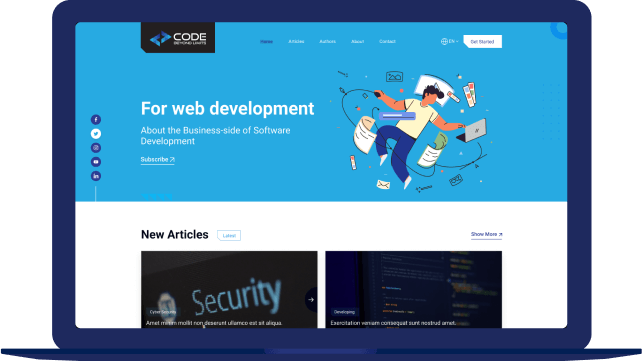 CODE
BEYOND LIMITS
Home Articles Authors About Contact EN Get Started
For web development
About the Business-side of Software
Development
Subscribe
New Articles Latest Show More
Security
Cyber Security
Amet minim mollit non deserunt ullamco est sit aliqua.
Developing
Exercitation veniam consequat sunt nostrud amet.